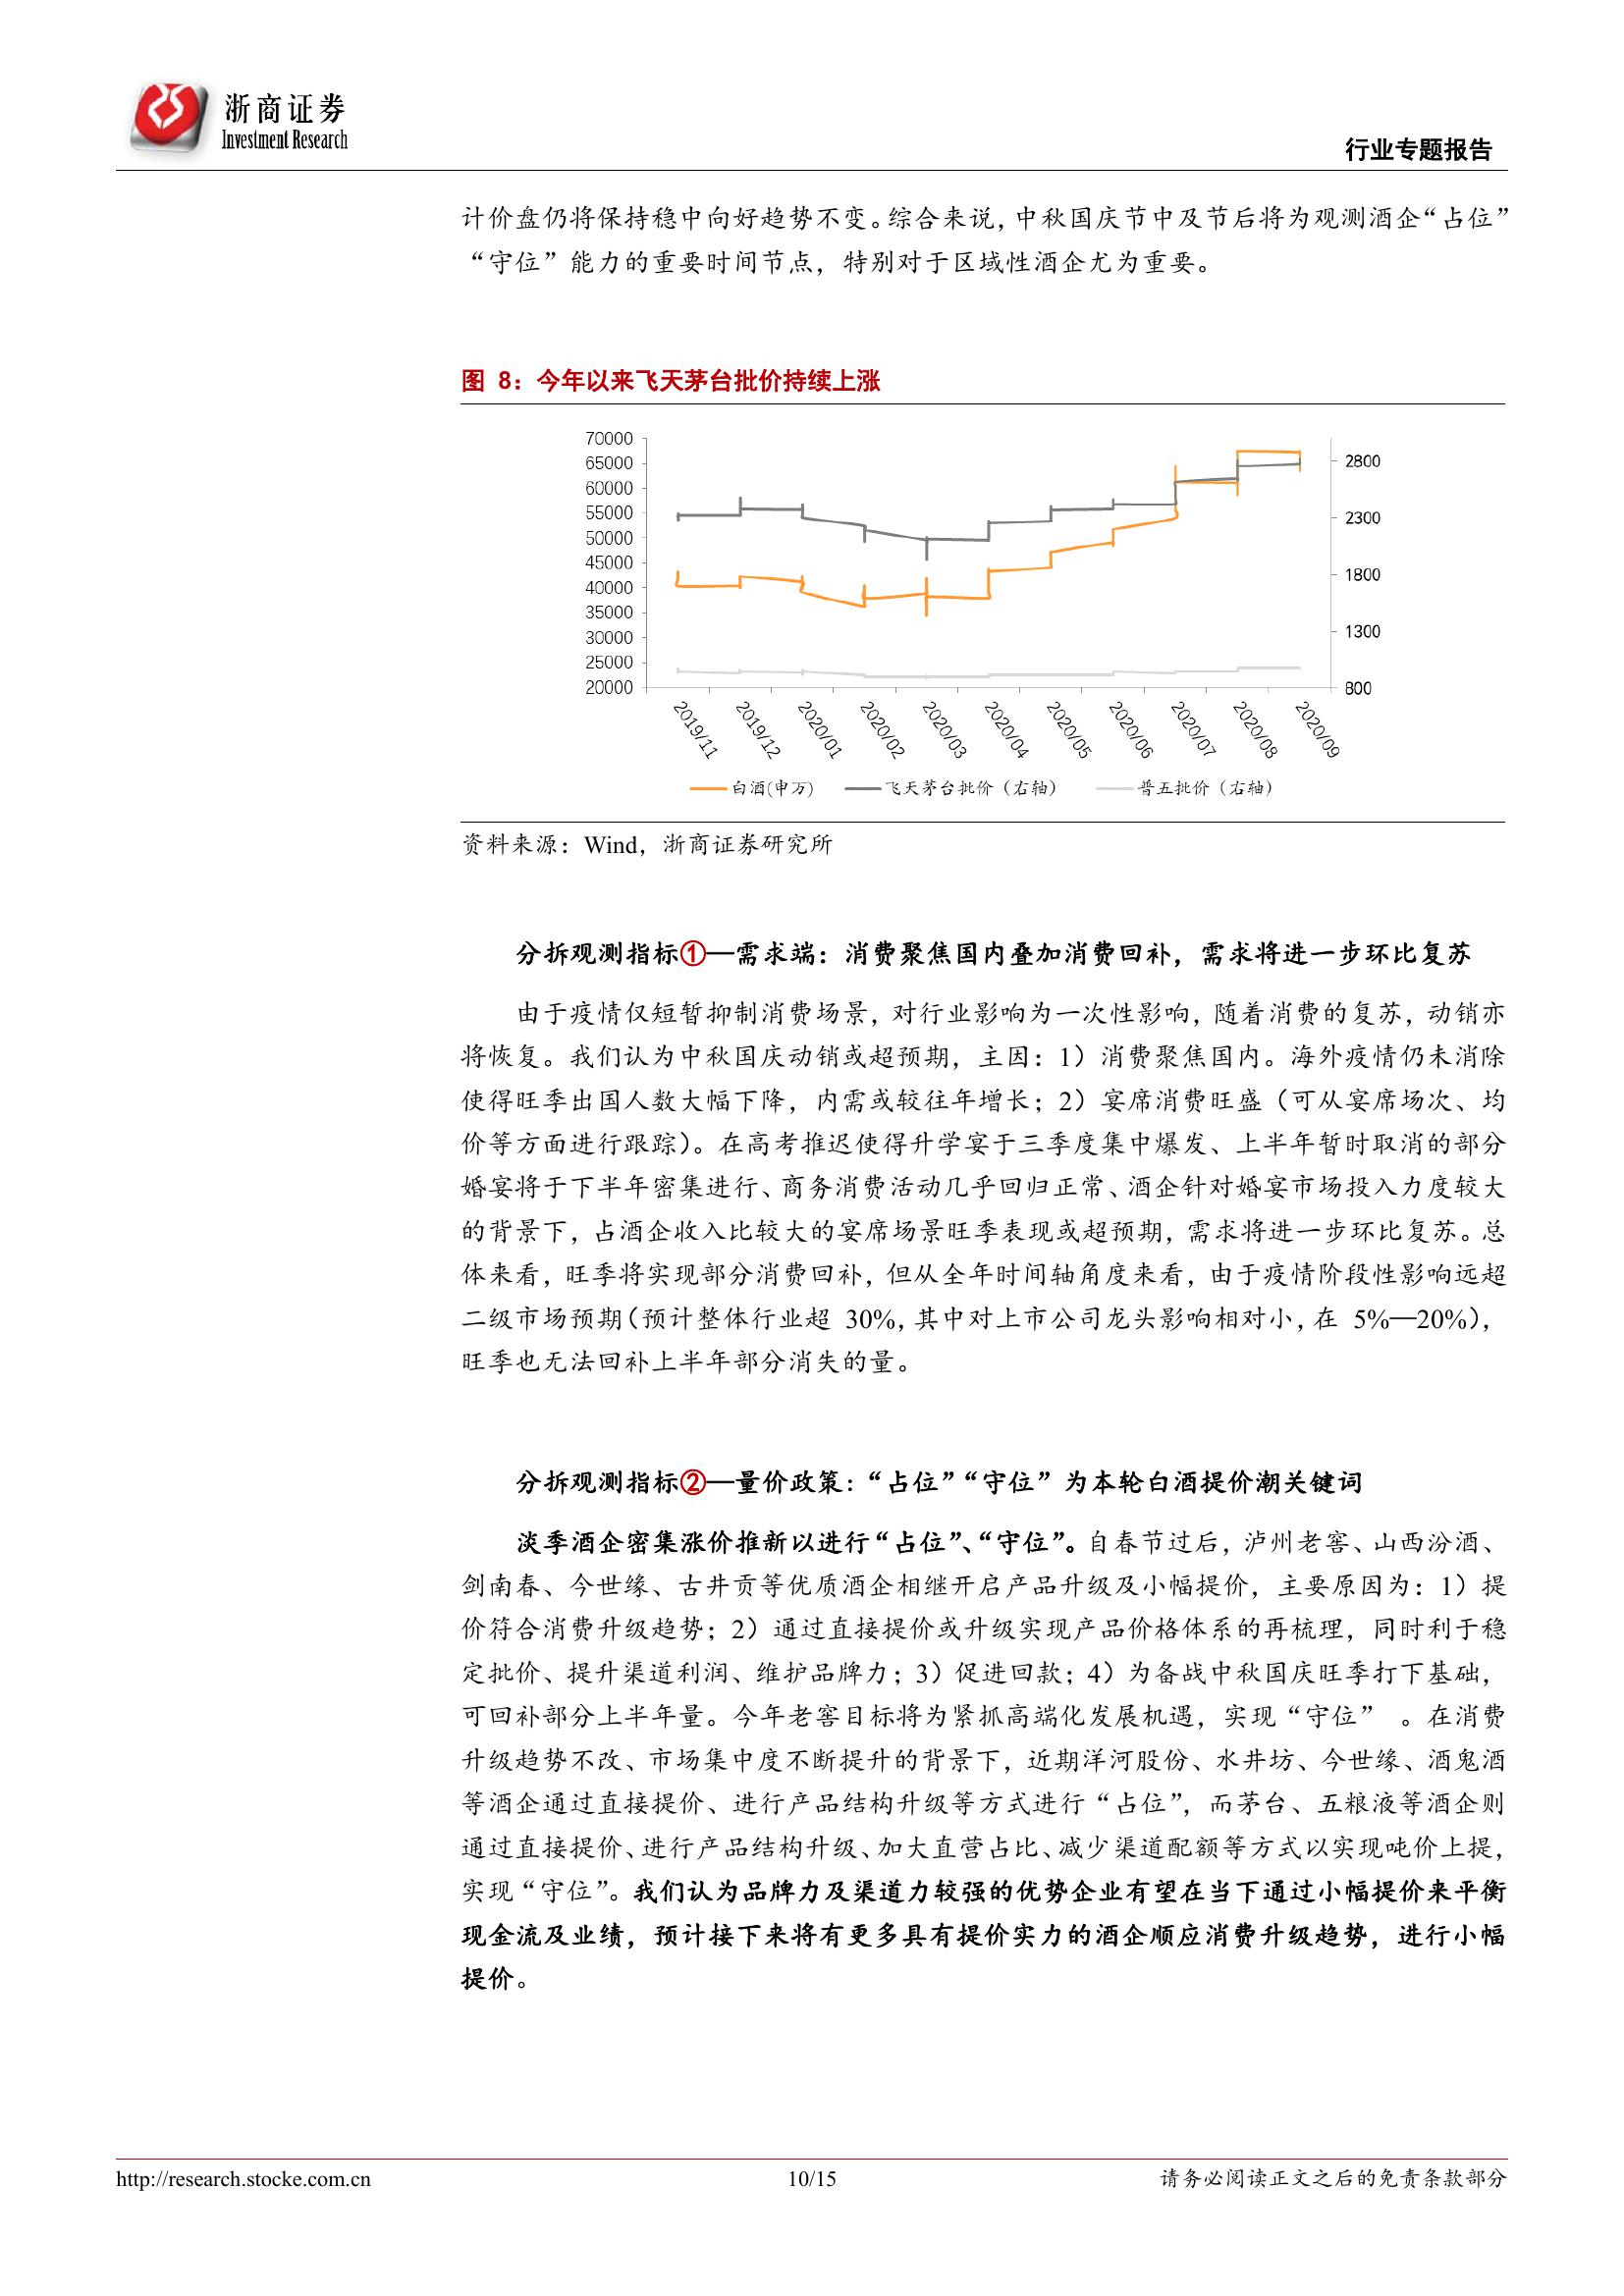 浙商证券
Investment Research
行业专题报告
计价盘仍将保持稳中向好趋势不变。综合来说，中秋国庆节中及节后将为观测酒企“占位”
“守位”能力的重要时间节点，特别对于区域性酒企尤为重要。
图 8：今年以来飞天茅台批价持续上涨
70000
65000
60000
55000
50000
45000
40000
35000
30000
25000
20000
2800
2300
1800
1300
800
2019/11
2019/12
2020/01
2020/02
2020/03
2020/04
2020/05
2020/06
2020/07
2020/08
2020/09
白酒(申万) 飞天茅台批价（右轴） 普五批价（右轴）
资料来源：Wind，浙商证券研究所
分拆观测指标①—需求端：消费聚焦国内叠加消费回补，需求将进一步环比复苏
由于疫情仅短暂抑制消费场景，对行业影响为一次性影响，随着消费的复苏，动销亦
将恢复。我们认为中秋国庆动销或超预期，主因：1）消费聚焦国内。海外疫情仍未消除
使得旺季出国人数大幅下降，内需或较往年增长；2）宴席消费旺盛（可从宴席场次、均
价等方面进行跟踪）。在高考推迟使得升学宴于三季度集中爆发、上半年暂时取消的部分
婚宴将于下半年密集进行、商务消费活动几乎回归正常、酒企针对婚宴市场投入力度较大
的背景下，占酒企收入比较大的宴席场景旺季表现或超预期，需求将进一步环比复苏。总
体来看，旺季将实现部分消费回补，但从全年时间轴角度来看，由于疫情阶段性影响远超
二级市场预期（预计整体行业超 30%，其中对上市公司龙头影响相对小，在 5%—20%），
旺季也无法回补上半年部分消失的量。
分拆观测指标②—量价政策：“占位”“守位”为本轮白酒提价潮关键词
淡季酒企密集涨价推新以进行“占位”、“守位”。自春节过后，泸州老窖、山西汾酒、
剑南春、今世缘、古井贡等优质酒企相继开启产品升级及小幅提价，主要原因为：1）提
价符合消费升级趋势；2）通过直接提价或升级实现产品价格体系的再梳理，同时利于稳
定批价、提升渠道利润、维护品牌力；3）促进回款；4）为备战中秋国庆旺季打下基础，
可回补部分上半年量。今年老窖目标将为紧抓高端化发展机遇，实现“守位” 。在消费
升级趋势不改、市场集中度不断提升的背景下，近期洋河股份、水井坊、今世缘、酒鬼酒
等酒企通过直接提价、进行产品结构升级等方式进行“占位”，而茅台、五粮液等酒企则
通过直接提价、进行产品结构升级、加大直营占比、减少渠道配额等方式以实现吨价上提，
实现“守位”。我们认为品牌力及渠道力较强的优势企业有望在当下通过小幅提价来平衡
现金流及业绩，预计接下来将有更多具有提价实力的酒企顺应消费升级趋势，进行小幅
提价。
http://research.stocke.com.cn 10/15 请务必阅读正文之后的免责条款部分